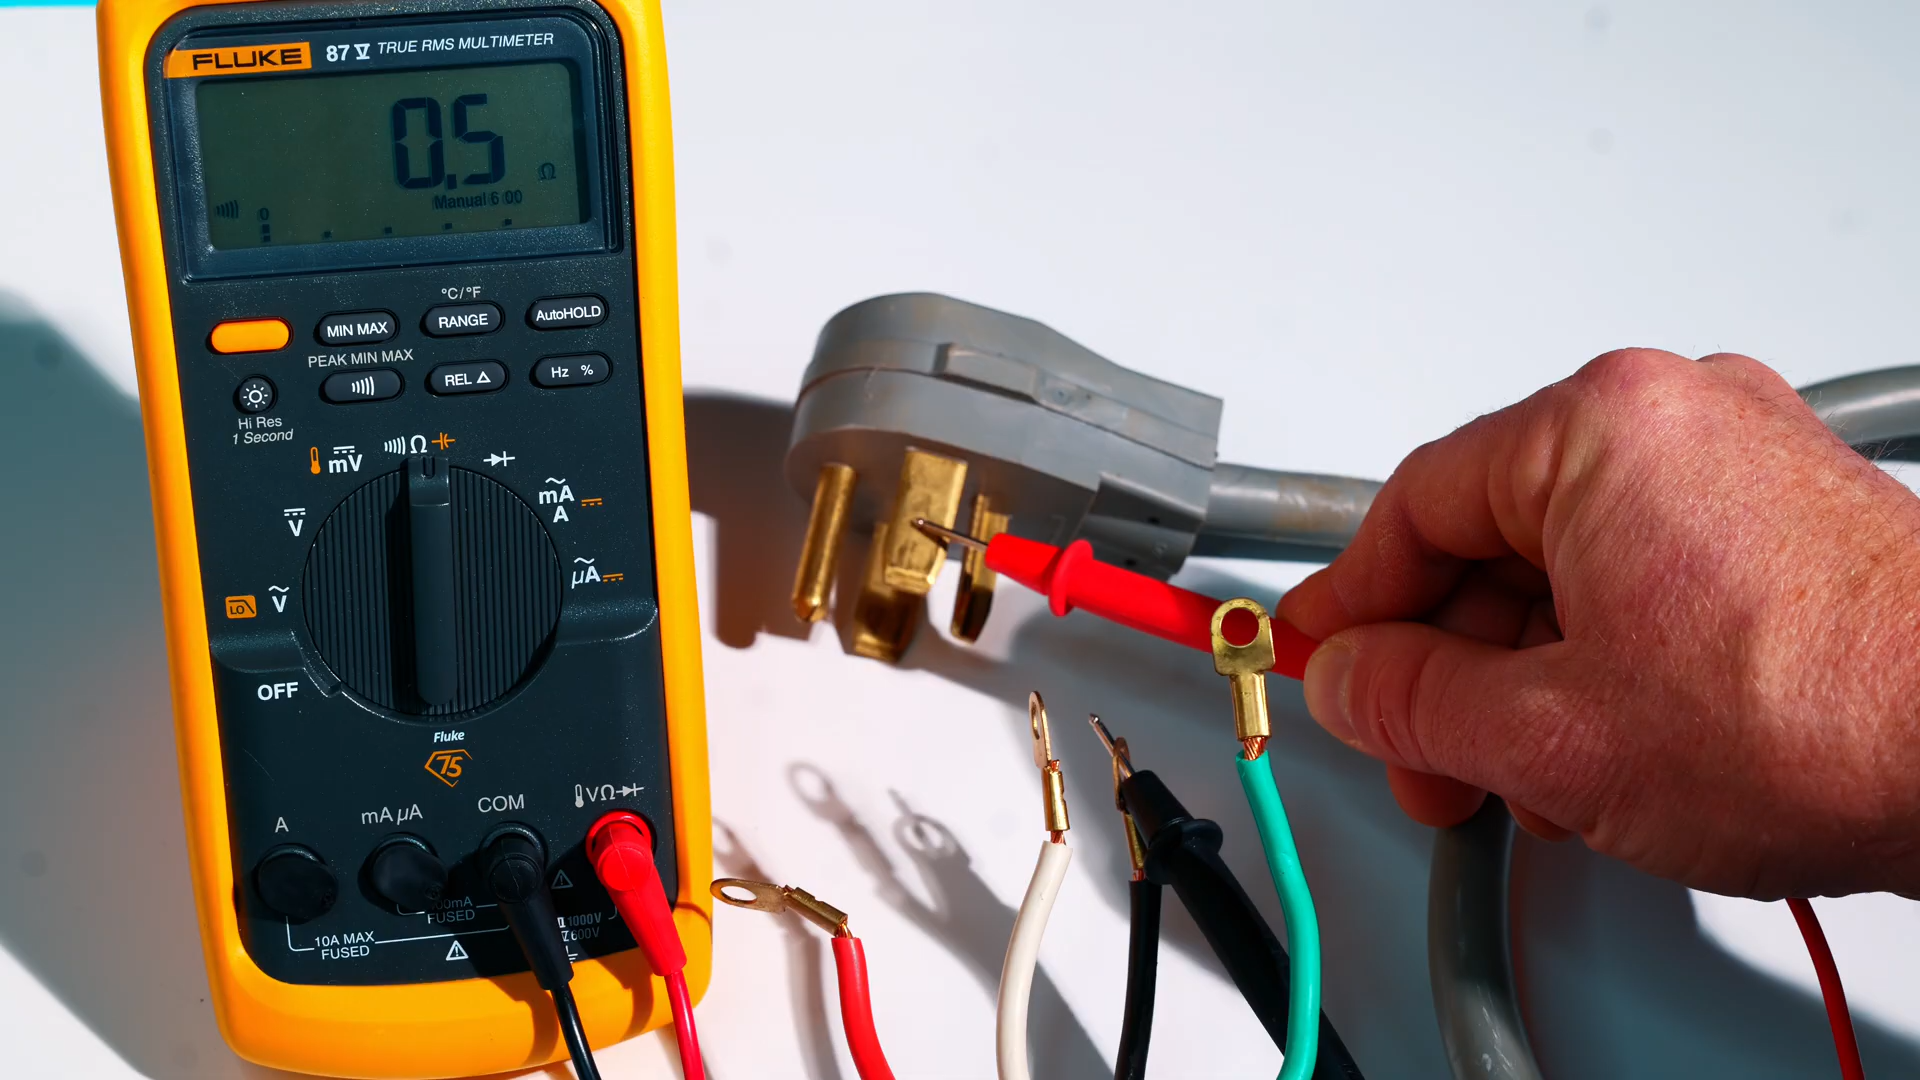 FLUKE 87 V TRUE RMS MULTIMETER
0.5 Ω
Manual 6 00
0
°C/°F
MIN MAX RANGE AutoHOLD
PEAK MIN MAX
REL Δ Hz %
Hi Res
1 Second
Ω
mV
V
mA
A
µA
LO V
OFF
Fluke
75
A mA µA COM VΩ
FUSED
10A MAX
FUSED
1000V
600V